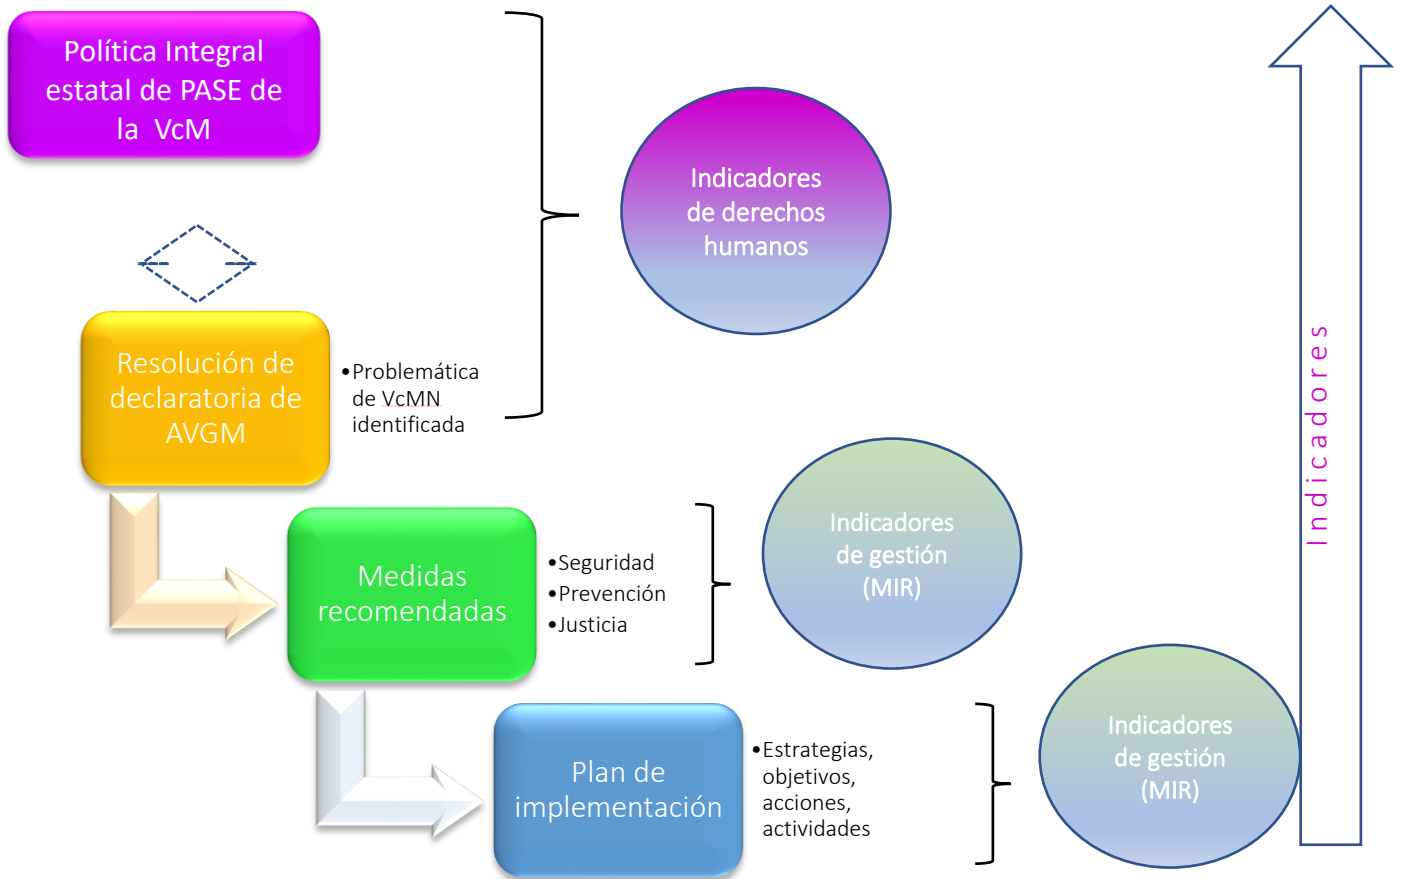 Política Integral
estatal de PASE de
la VcM
Indicadores
de derechos
humanos
Resolución de
declaratoria de
AVGM
•Problemática
de VcMN
identificada
Medidas
recomendadas
•Seguridad
•Prevención
•Justicia
Indicadores
de gestión
(MIR)
Plan de
implementación
•Estrategias,
objetivos,
acciones,
actividades
Indicadores
de gestión
(MIR)
Indicadores